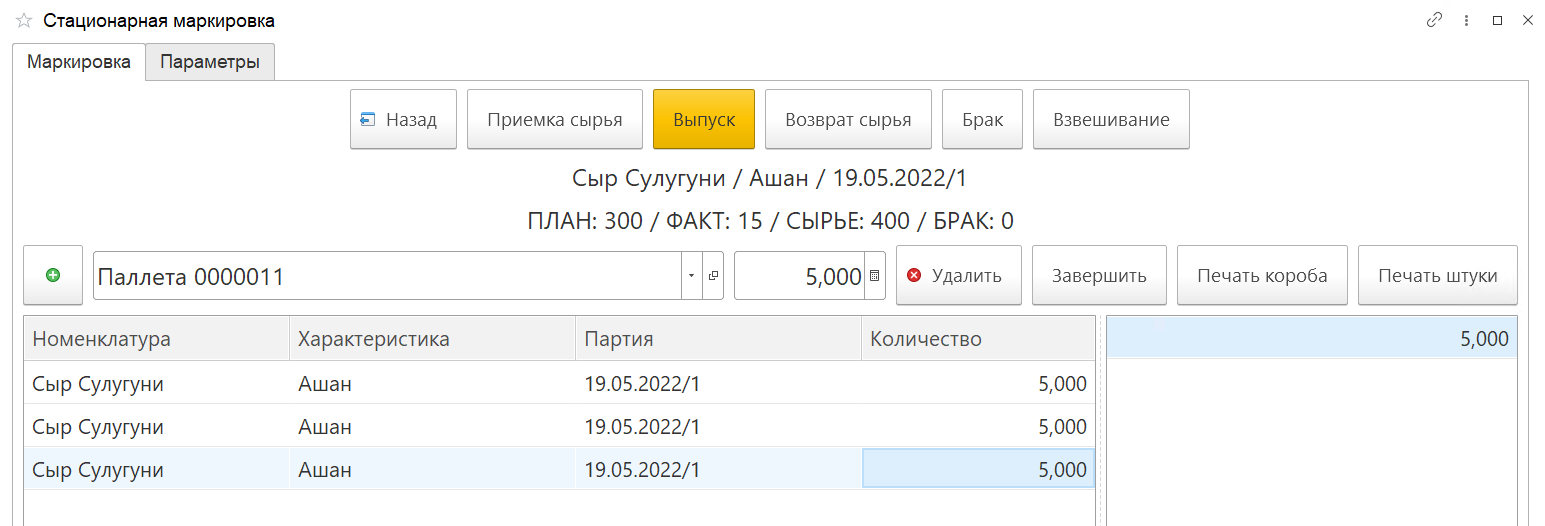 Стационарная маркировка
Маркировка Параметры
Назад Приемка сырья Выпуск Возврат сырья Брак Взвешивание
Сыр Сулугуни / Ашан / 19.05.2022/1
ПЛАН: 300 / ФАКТ: 15 / СЫРЬЕ: 400 / БРАК: 0
Паллета 0000011 5,000 Удалить Завершить Печать короба Печать штуки
Номенклатура Характеристика Партия Количество 5,000
Сыр Сулугуни Ашан 19.05.2022/1 5,000
Сыр Сулугуни Ашан 19.05.2022/1 5,000
Сыр Сулугуни Ашан 19.05.2022/1 5,000